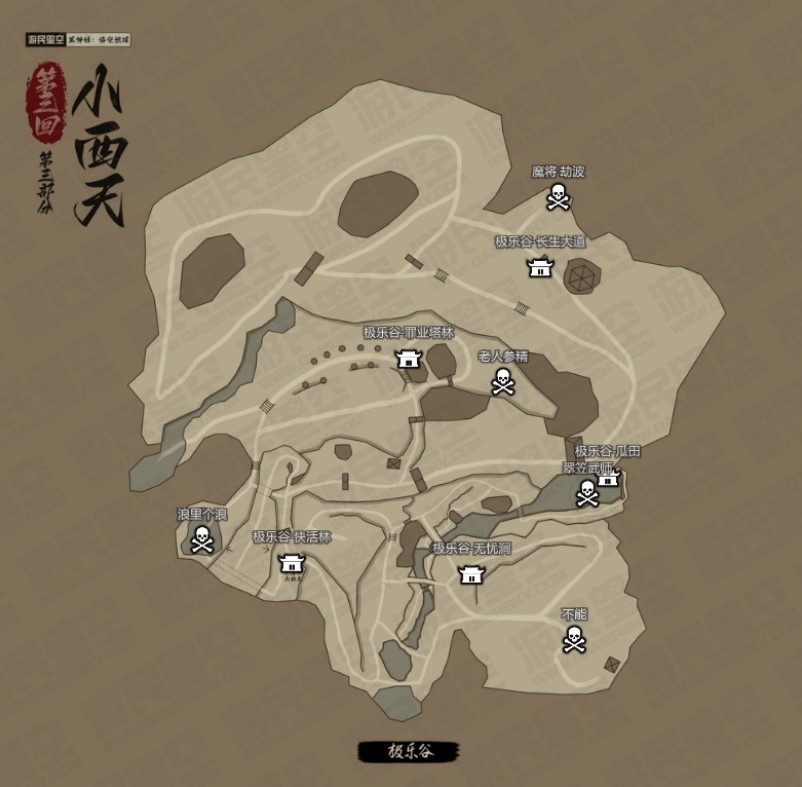 游民星空 黑神话：悟空地图
第三回
小西天
第三部分
魔将 劫波
极乐谷-长生大道
极乐谷-罪业塔林
老人参精
极乐谷-瓜田
翠笠武师
浪里个浪
极乐谷-快活林
极乐谷-无忧涧
不能
极乐谷